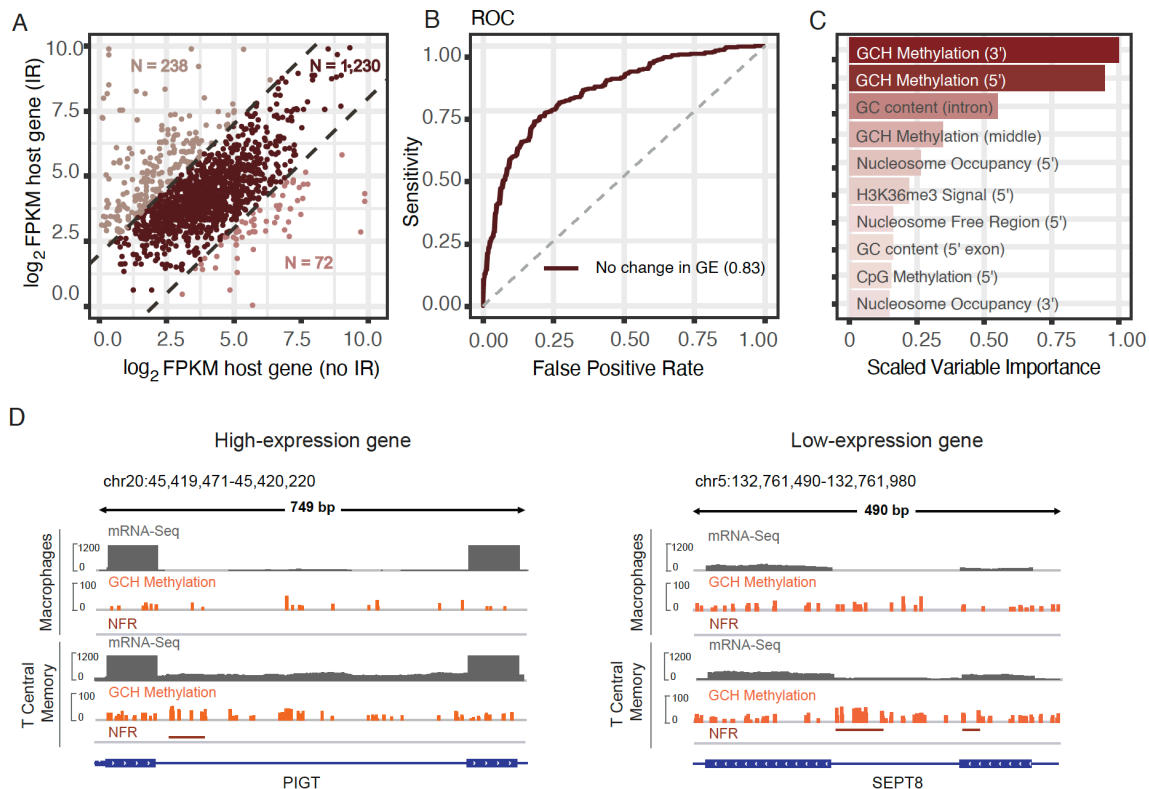 A
log2 FPKM host gene (IR)
10.0
7.5
5.0
2.5
0.0
N = 238
N = 1,230
N = 72
0.0 2.5 5.0 7.5 10.0
log2 FPKM host gene (no IR)
B
ROC
Sensitivity
1.00
0.75
0.50
0.25
0.00
No change in GE (0.83)
0.00 0.25 0.50 0.75 1.00
False Positive Rate
C
GCH Methylation (3')
GCH Methylation (5')
GC content (intron)
GCH Methylation (middle)
Nucleosome Occupancy (5')
H3K36me3 Signal (5')
Nucleosome Free Region (5')
GC content (5' exon)
CpG Methylation (5')
Nucleosome Occupancy (3')
0 0.25 0.50 0.75 1.00
Scaled Variable Importance
D
High-expression gene
chr20:45,419,471-45,420,220
749 bp
Macrophages
mRNA-Seq
1200
0
GCH Methylation
100
0
NFR
T Central
Memory
mRNA-Seq
1200
0
GCH Methylation
100
0
NFR
PIGT
Low-expression gene
chr5:132,761,490-132,761,980
490 bp
Macrophages
mRNA-Seq
1200
0
GCH Methylation
100
0
NFR
T Central
Memory
mRNA-Seq
1200
0
GCH Methylation
100
0
NFR
SEPT8